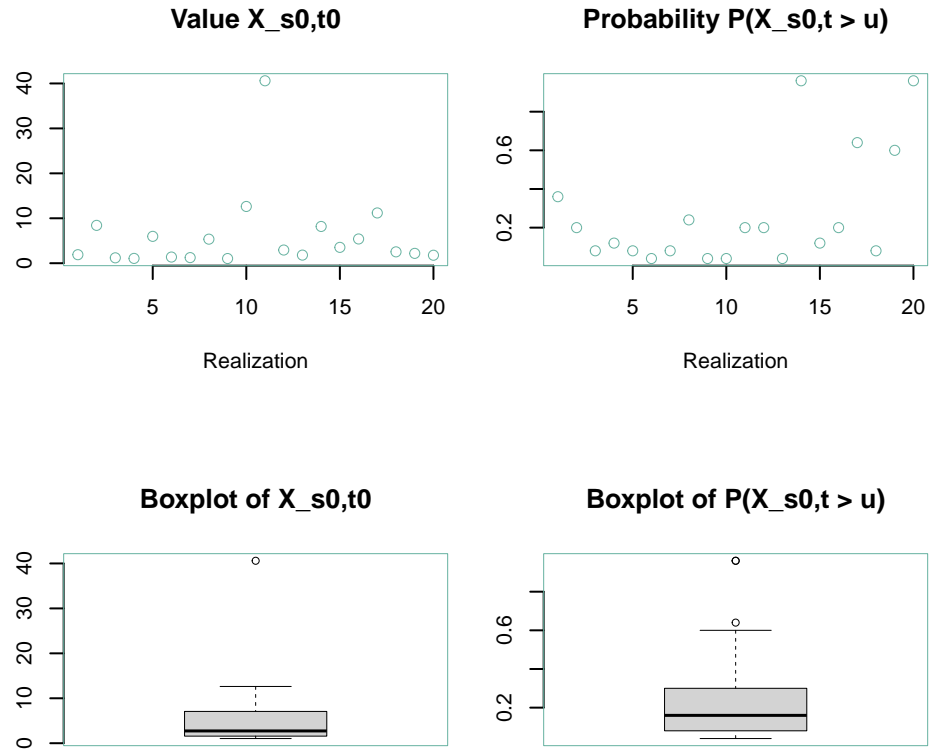 Value X_s0,t0
0 10 20 30 40
5 10 15 20
Realization
Probability P(X_s0,t > u)
0.2 0.6
5 10 15 20
Realization
Boxplot of X_s0,t0
0 10 20 30 40
Boxplot of P(X_s0,t > u)
0.2 0.6